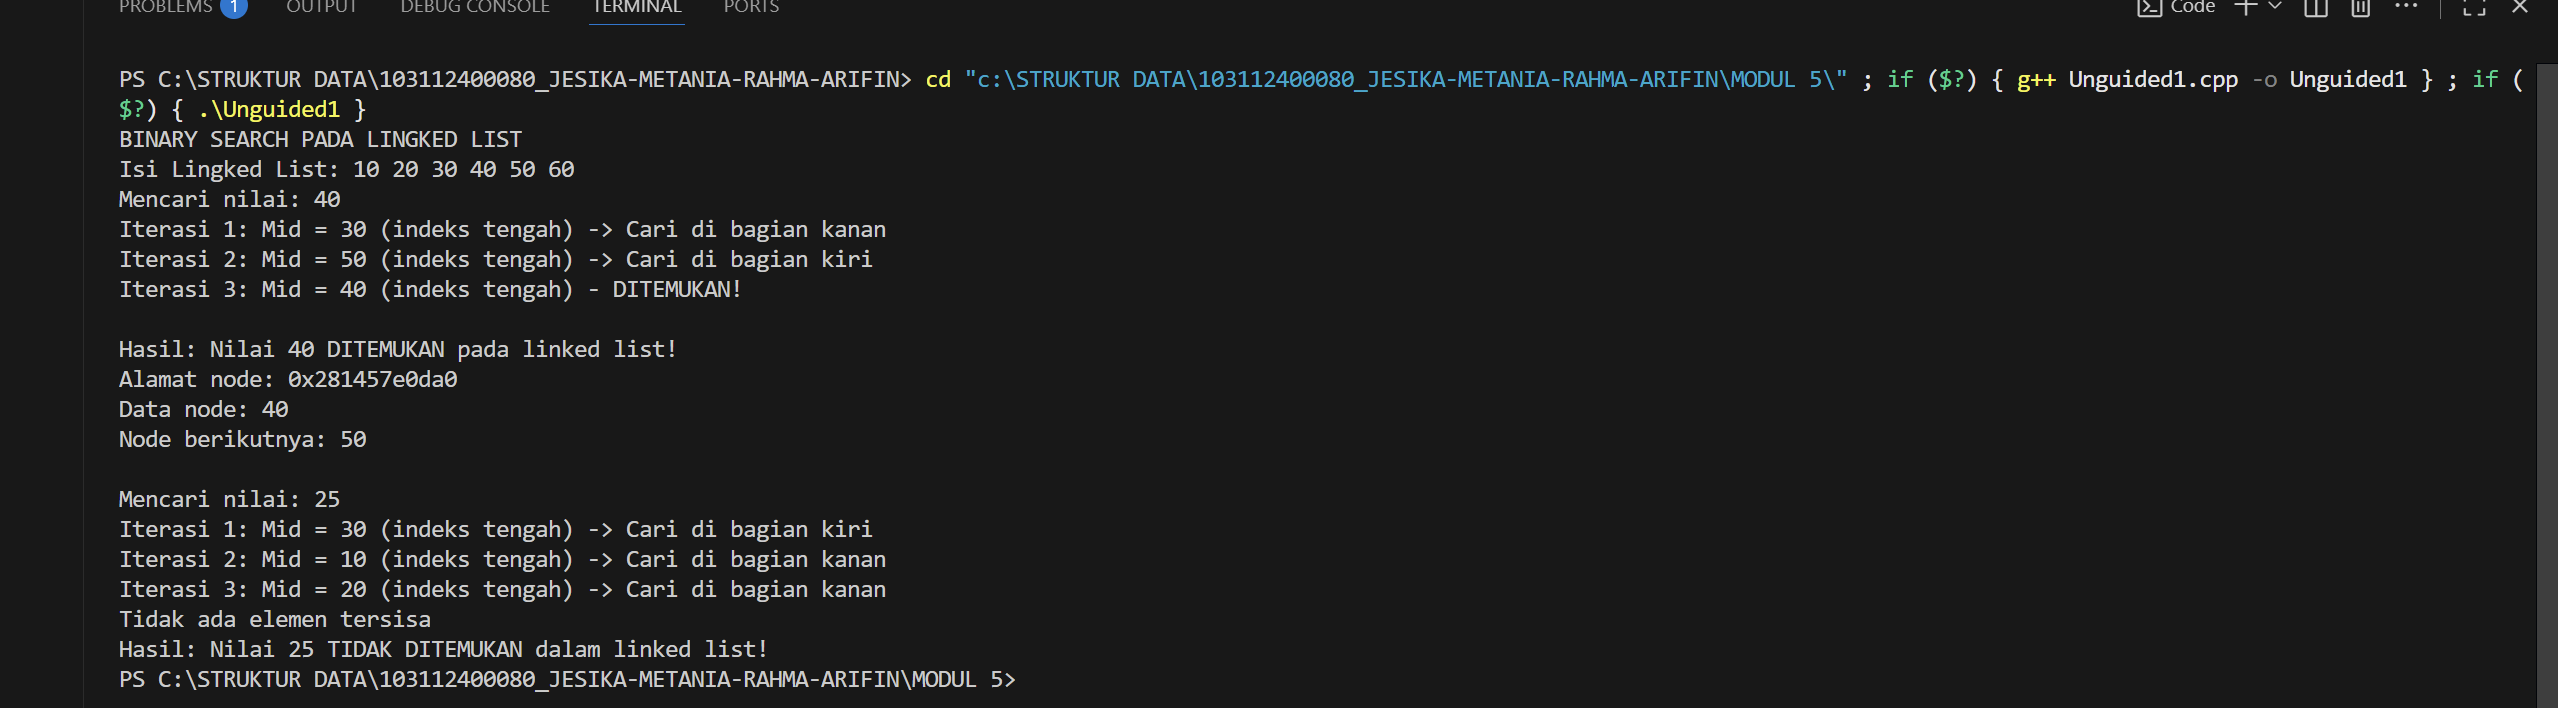 PROBLEMS 1 OUTPUT DEBUG CONSOLE TERMINAL PORTS Code
PS C:\STRUKTUR DATA\103112400080_JESIKA-METANIA-RAHMA-ARIFIN> cd "c:\STRUKTUR DATA\103112400080_JESIKA-METANIA-RAHMA-ARIFIN\MODUL 5\" ; if ($?) { g++ Unguided1.cpp -o Unguided1 } ; if (
$?) { .\Unguided1 }
BINARY SEARCH PADA LINGKED LIST
Isi Lingked List: 10 20 30 40 50 60
Mencari nilai: 40
Iterasi 1: Mid = 30 (indeks tengah) -> Cari di bagian kanan
Iterasi 2: Mid = 50 (indeks tengah) -> Cari di bagian kiri
Iterasi 3: Mid = 40 (indeks tengah) - DITEMUKAN!
Hasil: Nilai 40 DITEMUKAN pada linked list!
Alamat node: 0x281457e0da0
Data node: 40
Node berikutnya: 50
Mencari nilai: 25
Iterasi 1: Mid = 30 (indeks tengah) -> Cari di bagian kiri
Iterasi 2: Mid = 10 (indeks tengah) -> Cari di bagian kanan
Iterasi 3: Mid = 20 (indeks tengah) -> Cari di bagian kanan
Tidak ada elemen tersisa
Hasil: Nilai 25 TIDAK DITEMUKAN dalam linked list!
PS C:\STRUKTUR DATA\103112400080_JESIKA-METANIA-RAHMA-ARIFIN\MODUL 5>